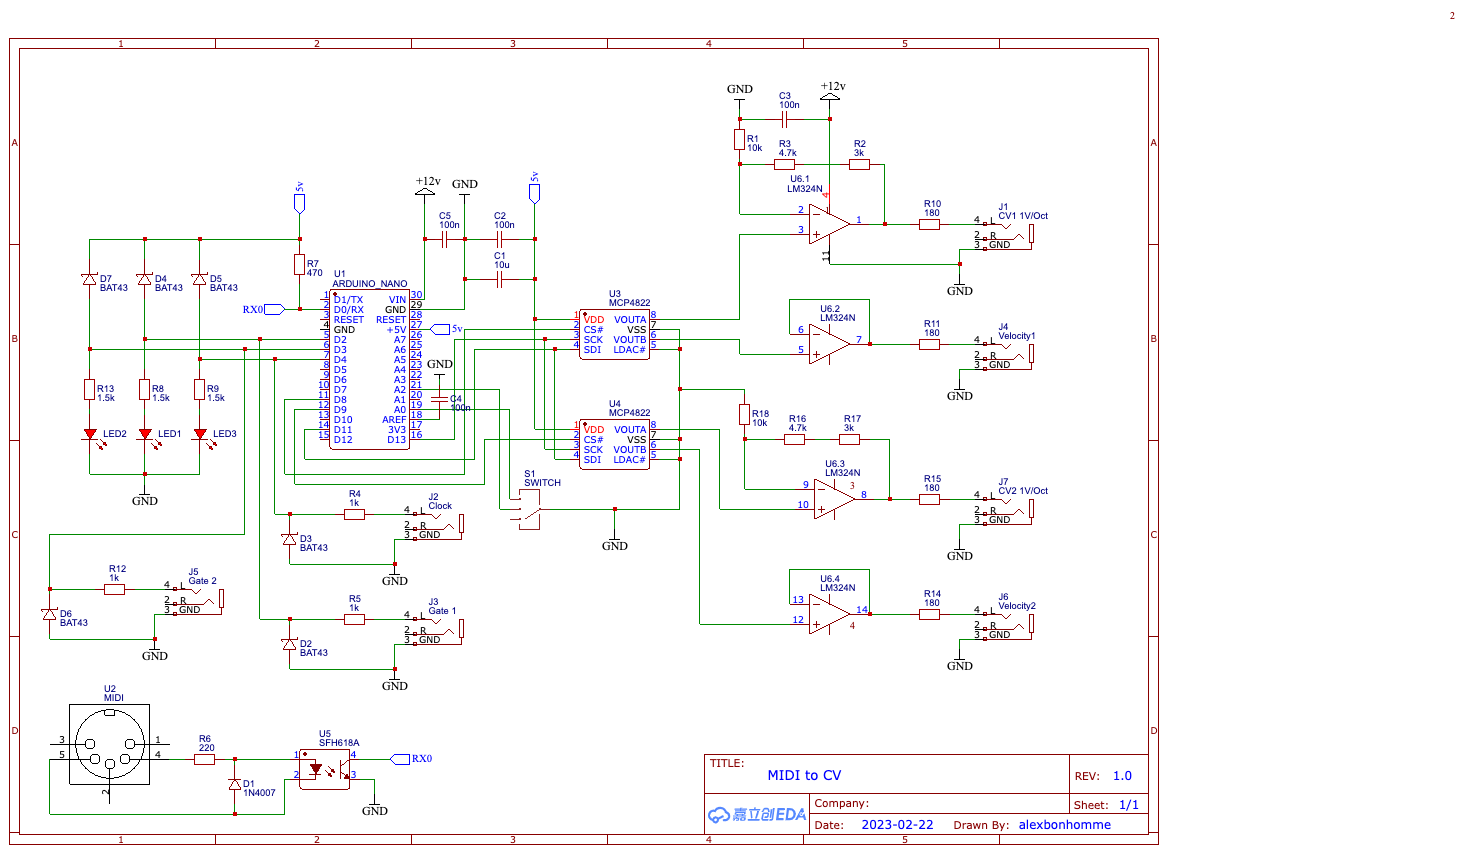 2
1 2 3 4 5
A A
B B
C C
D D
GND
C3
100n
+12v
R1
10k
R3
4.7k
R2
3k
U6.1
LM324N
4
2
3
1
11
R10
180
J1
CV1 1V/Oct
4 L
2 R
3 GND
GND
5v
+12v
GND
5v
C5
100n
C2
100n
C1
10u
R7
470
D7
BAT43
D4
BAT43
D5
BAT43
RX0
U1
ARDUINO_NANO
1 D1/TX VIN 30
2 D0/RX GND 29
3 RESET RESET 28
4 GND +5V 27
5 D2 A7 26
6 D3 A6 25
7 D4 A5 24
8 D5 A4 23
9 D6 A3 22
10 D7 A2 21
11 D8 A1 20
12 D9 A0 19
13 D10 AREF 18
14 D11 3V3 17
15 D12 D13 16
5v
GND
C4
100n
U3
MCP4822
1 VDD VOUTA 8
2 CS# VSS 7
3 SCK VOUTB 6
4 SDI LDAC# 5
U6.2
LM324N
6
5
7
R11
180
J4
Velocity1
4 L
2 R
3 GND
GND
R13
1.5k
R8
1.5k
R9
1.5k
LED2
LED1
LED3
GND
U4
MCP4822
1 VDD VOUTA 8
2 CS# VSS 7
3 SCK VOUTB 6
4 SDI LDAC# 5
R18
10k
R16
4.7k
R17
3k
U6.3
LM324N
9
10
3
8
R15
180
J7
CV2 1V/Oct
4 L
2 R
3 GND
GND
S1
SWITCH
GND
R4
1k
J2
Clock
4 L
2 R
3 GND
D3
BAT43
GND
R12
1k
J5
Gate 2
4 L
2 R
3 GND
D6
BAT43
GND
R5
1k
J3
Gate 1
4 L
2 R
3 GND
D2
BAT43
GND
U6.4
LM324N
13
12
14
4
R14
180
J6
Velocity2
4 L
2 R
3 GND
GND
U2
MIDI
3
5
1
4
2
R6
220
D1
1N4007
U5
SFH618A
1
2
4
3
RX0
GND
TITLE:
MIDI to CV
REV: 1.0
嘉立创EDA
Company:
Sheet: 1/1
Date: 2023-02-22 Drawn By: alexbonhomme
1 2 3 4 5